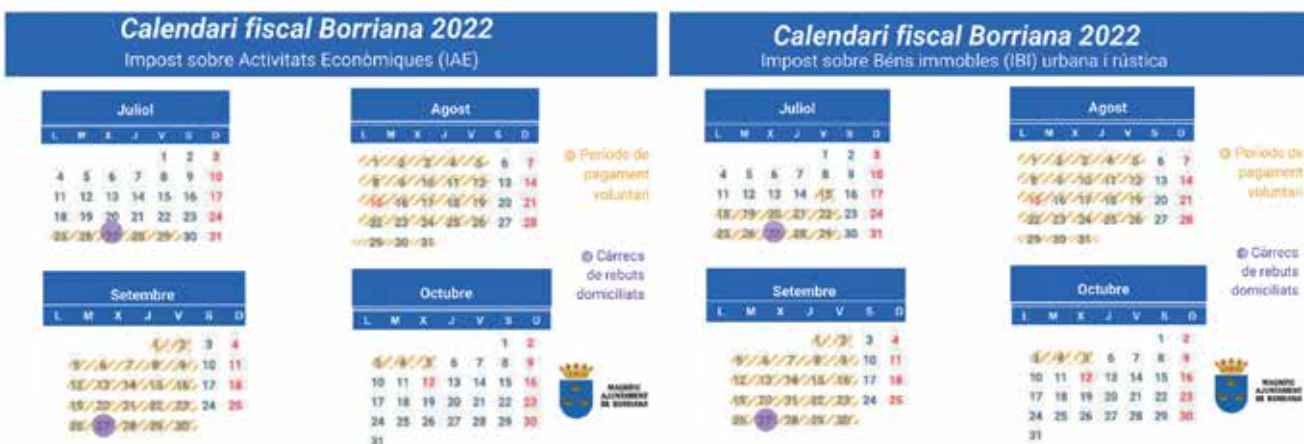 Calendari fiscal Borriana 2022
Impost sobre Activitats Econòmiques (IAE)
Juliol
L M X J V S D
1 2 3
4 5 6 7 8 9 10
11 12 13 14 15 16 17
18 19 20 21 22 23 24
25 26 27 28 29 30 31
Agost
L M X J V S D
1 2 3 4 5 6 7
8 9 10 11 12 13 14
15 16 17 18 19 20 21
22 23 24 25 26 27 28
29 30 31
Període de
pagament
voluntari
Càrrecs
de rebuts
domiciliats
Setembre
L M X J V S D
1 2 3 4
5 6 7 8 9 10 11
12 13 14 15 16 17 18
19 20 21 22 23 24 25
26 27 28 29 30
Octubre
L M X J V S D
1 2
3 4 5 6 7 8 9
10 11 12 13 14 15 16
17 18 19 20 21 22 23
24 25 26 27 28 29 30
31
MAGNÍFIC
AJUNTAMENT
DE BORRIANA
Calendari fiscal Borriana 2022
Impost sobre Béns immobles (IBI) urbana i rústica
Juliol
L M X J V S D
1 2 3
4 5 6 7 8 9 10
11 12 13 14 15 16 17
18 19 20 21 22 23 24
25 26 27 28 29 30 31
Agost
L M X J V S D
1 2 3 4 5 6 7
8 9 10 11 12 13 14
15 16 17 18 19 20 21
22 23 24 25 26 27 28
29 30 31
Període de
pagament
voluntari
Càrrecs
de rebuts
domiciliats
Setembre
L M X J V S D
1 2 3 4
5 6 7 8 9 10 11
12 13 14 15 16 17 18
19 20 21 22 23 24 25
26 27 28 29 30
Octubre
L M X J V S D
1 2
3 4 5 6 7 8 9
10 11 12 13 14 15 16
17 18 19 20 21 22 23
24 25 26 27 28 29 30
31
MAGNÍFIC
AJUNTAMENT
DE BORRIANA